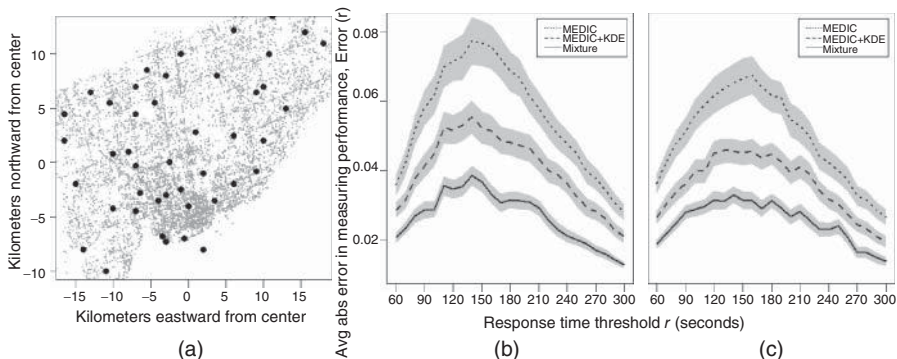 Kilometers northward from center
10
5
0
−5
−10
−15 −10 −5 0 5 10 15
Kilometers eastward from center
(a)
Avg abs error in measuring performance, Error (r)
0.08
0.06
0.04
0.02
MEDIC
MEDIC+KDE
Mixture
60 90 120 150 180 210 240 270 300
(b)
MEDIC
MEDIC+KDE
Mixture
60 90 120 150 180 210 240 270 300
(c)
Response time threshold r (seconds)